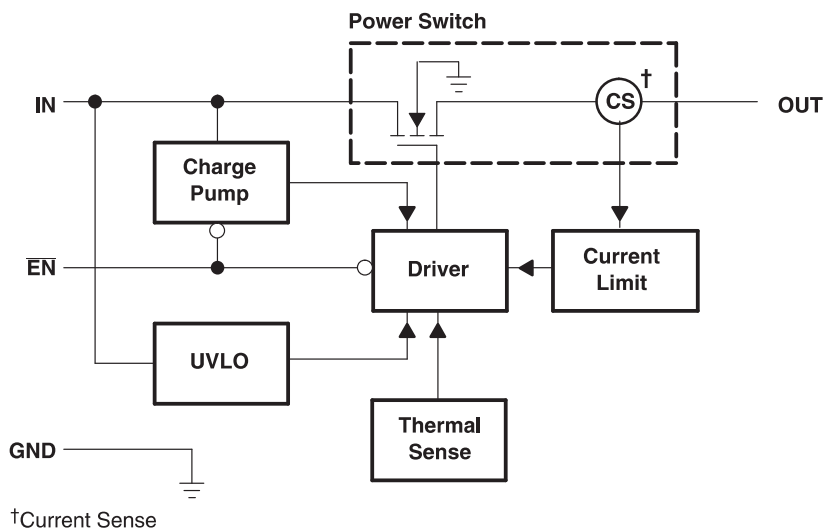 Power Switch
IN
CS
†
OUT
Charge
Pump
EN
Driver
Current
Limit
UVLO
Thermal
Sense
GND
†Current Sense